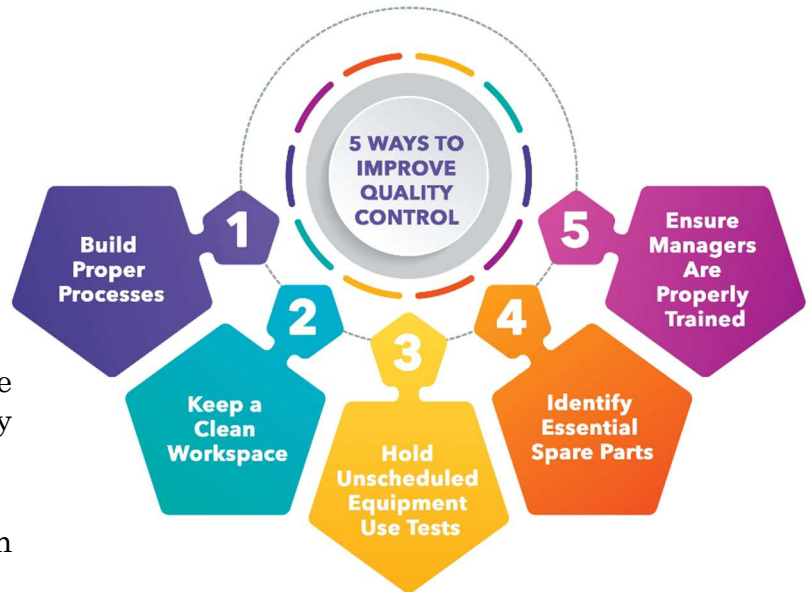 5 WAYS TO
IMPROVE
QUALITY
CONTROL
1
Build
Proper
Processes
2
Keep a
Clean
Workspace
3
Hold
Unscheduled
Equipment
Use Tests
4
Identify
Essential
Spare Parts
5
Ensure
Managers
Are
Properly
Trained